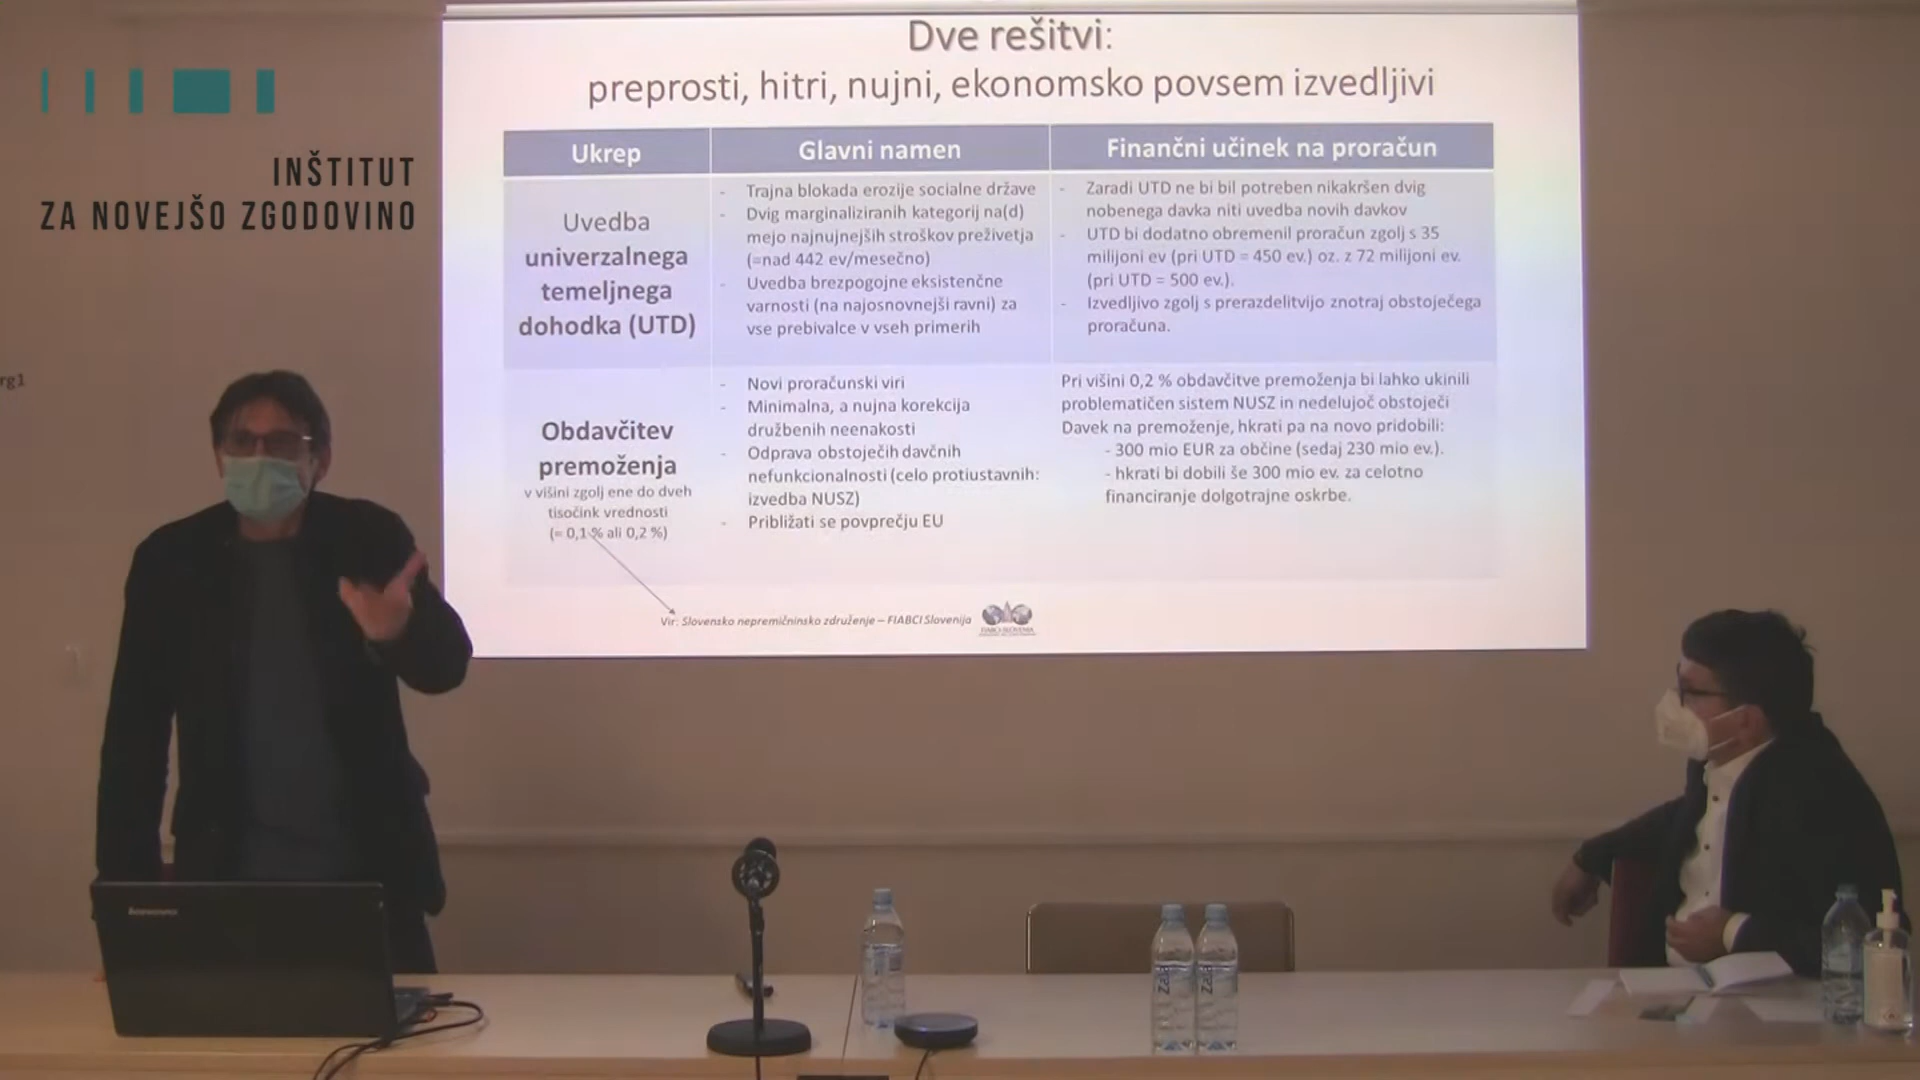 INŠTITUT
ZA NOVEJŠO ZGODOVINO
rg1
Dve rešitvi:
preprosti, hitri, nujni, ekonomsko povsem izvedljivi
Ukrep
Glavni namen
Finančni učinek na proračun
Uvedba
univerzalnega
temeljnega
dohodka (UTD)
- Trajna blokada erozije socialne države
- Dvig marginaliziranih kategorij na(d)
mejo najnujnejših stroškov preživetja
(=nad 442 ev/mesečno)
- Uvedba brezpogojne eksistenčne
varnosti (na najosnovnejši ravni) za
vse prebivalce v vseh primerih
- Zaradi UTD ne bi bil potreben nikakršen dvig
nobenega davka niti uvedba novih davkov
- UTD bi dodatno obremenil proračun zgolj s 35
milijoni ev (pri UTD = 450 ev.) oz. z 72 milijoni ev.
(pri UTD = 500 ev.).
- Izvedljivo zgolj s prerazdelitvijo znotraj obstoječega
proračuna.
Obdavčitev
premoženja
v višini zgolj ene do dveh
tisočink vrednosti
(= 0,1 % ali 0,2 %)
- Novi proračunski viri
- Minimalna, a nujna korekcija
družbenih neenakosti
- Odprava obstoječih davčnih
nefunkcionalnosti (celo protiustavnih:
izvedba NUSZ)
- Približati se povprečju EU
Pri višini 0,2 % obdavčitve premoženja bi lahko ukinili
problematičen sistem NUSZ in nedelujoč obstoječi
Davek na premoženje, hkrati pa na novo pridobili:
- 300 mio EUR za občine (sedaj 230 mio ev.).
- hkrati bi dobili še 300 mio ev. za celotno
financiranje dolgotrajne oskrbe.
Vir: Slovensko nepremičninsko združenje – FIABCI Slovenija